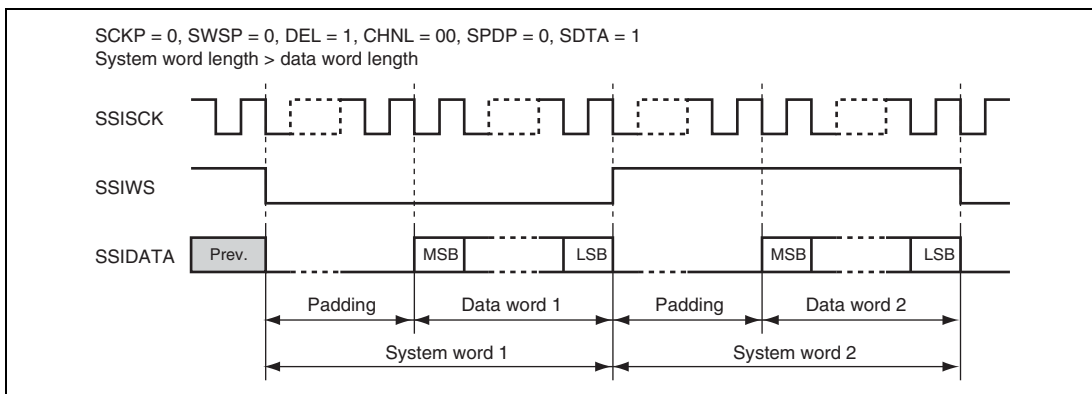 SCKP = 0, SWSP = 0, DEL = 1, CHNL = 00, SPDP = 0, SDTA = 1
System word length > data word length
SSISCK
SSIWS
SSIDATA Prev. MSB LSB MSB LSB
Padding Data word 1 Padding Data word 2
System word 1 System word 2